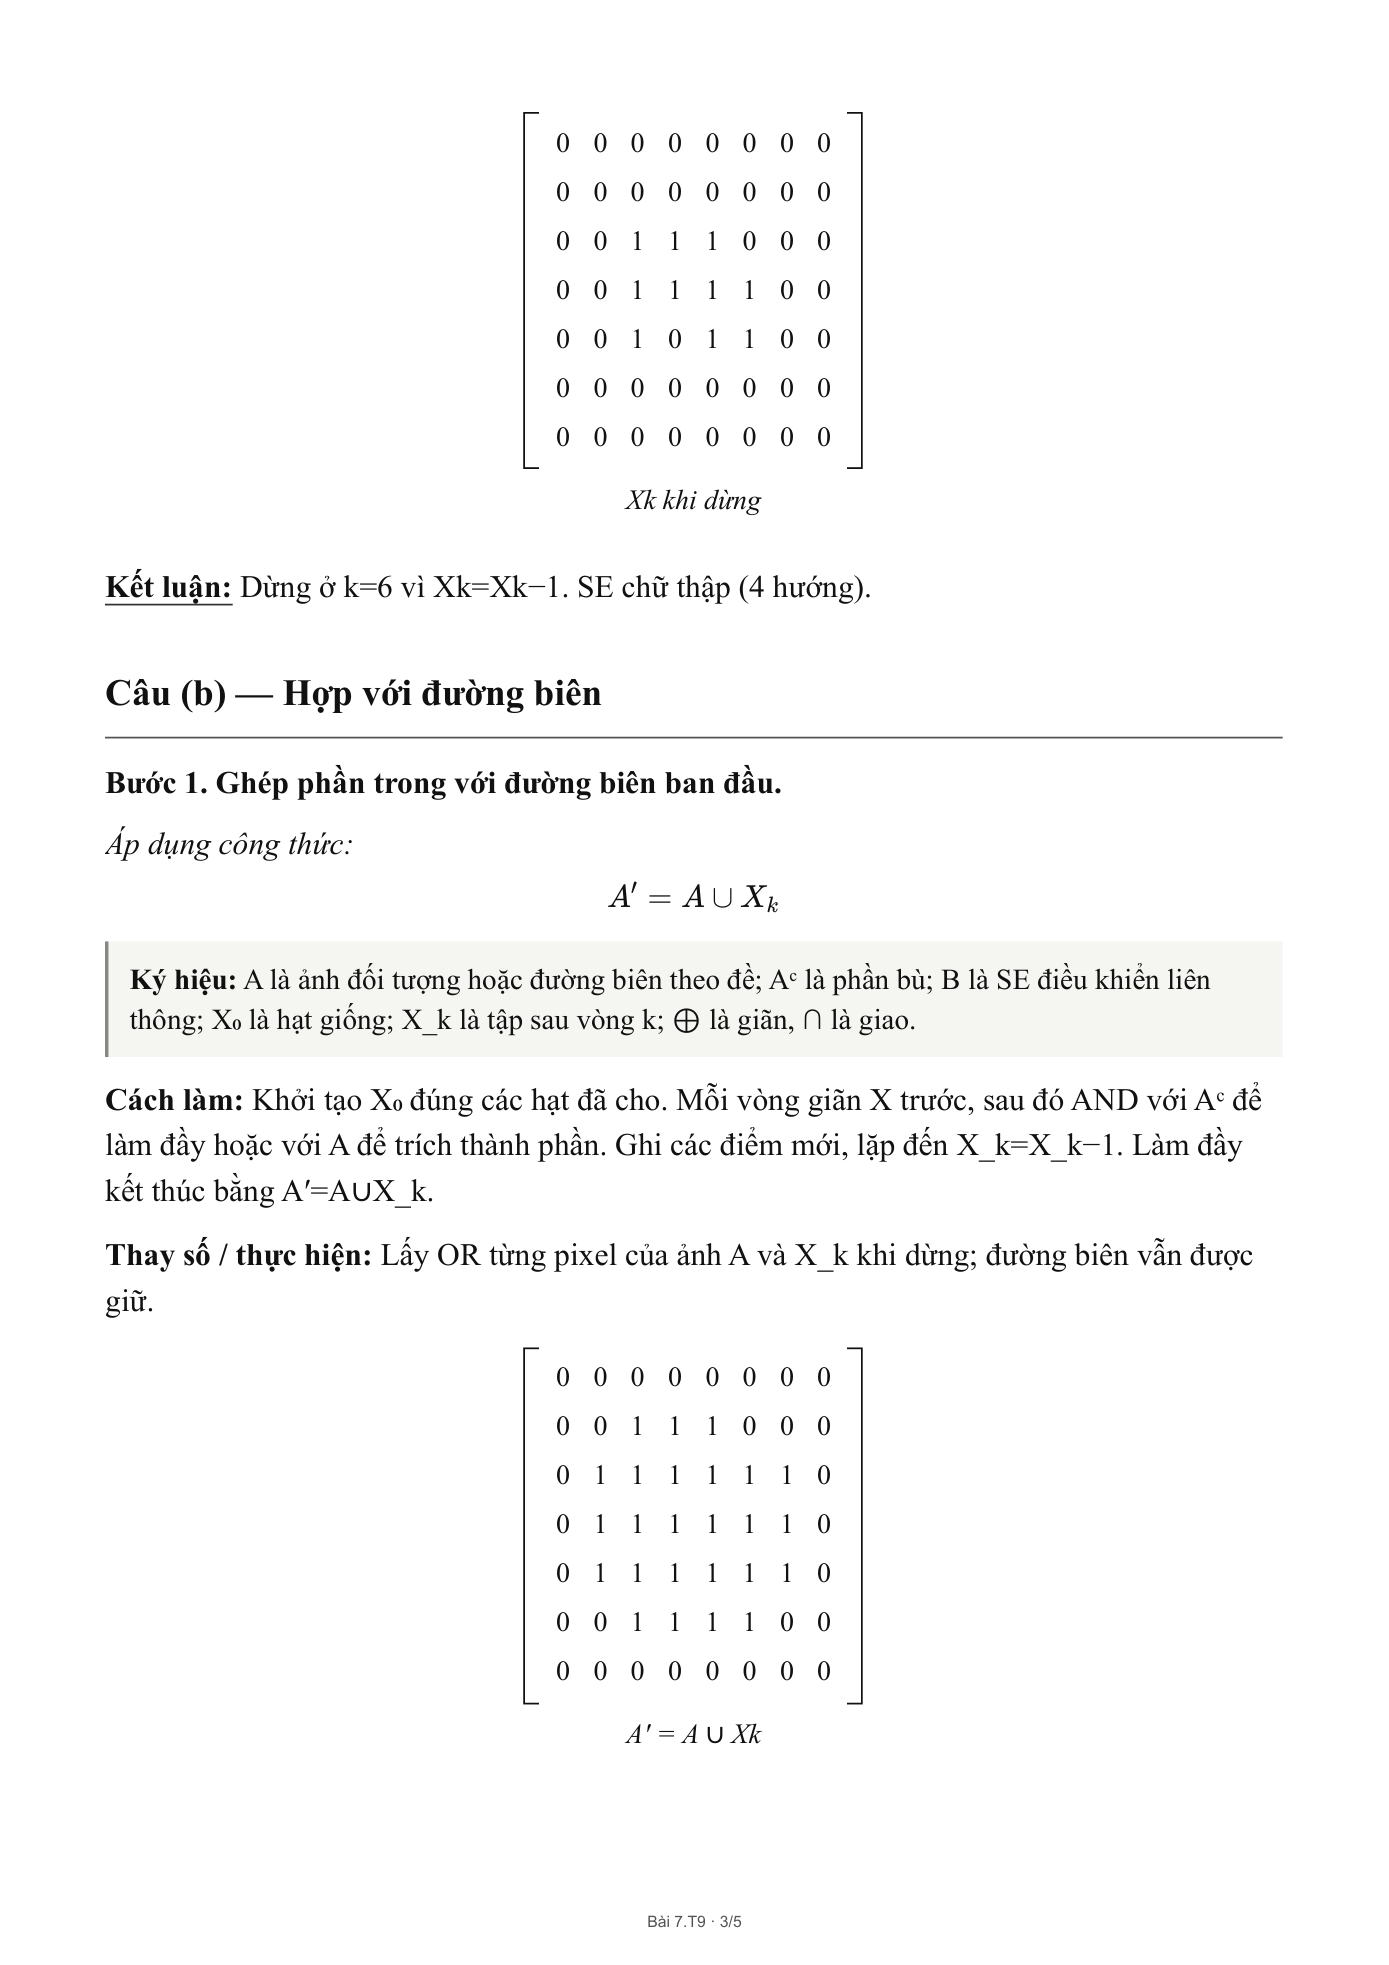 0 0 0 0 0 0 0 0
0 0 0 0 0 0 0 0
0 0 1 1 1 0 0 0
0 0 1 1 1 1 0 0
0 0 1 0 1 1 0 0
0 0 0 0 0 0 0 0
0 0 0 0 0 0 0 0
Xk khi dừng
Kết luận: Dừng ở k=6 vì Xk=Xk−1. SE chữ thập (4 hướng).
Câu (b) — Hợp với đường biên
Bước 1. Ghép phần trong với đường biên ban đầu.
Áp dụng công thức:
A′ = A ∪ Xₖ
Ký hiệu: A là ảnh đối tượng hoặc đường biên theo đề; Aᶜ là phần bù; B là SE điều khiển liên
thông; X₀ là hạt giống; X_k là tập sau vòng k; ⊕ là giãn, ∩ là giao.
Cách làm: Khởi tạo X₀ đúng các hạt đã cho. Mỗi vòng giãn X trước, sau đó AND với Aᶜ để
làm đầy hoặc với A để trích thành phần. Ghi các điểm mới, lặp đến X_k=X_k−1. Làm đầy
kết thúc bằng A′=A∪X_k.
Thay số / thực hiện: Lấy OR từng pixel của ảnh A và X_k khi dừng; đường biên vẫn được
giữ.
0 0 0 0 0 0 0 0
0 0 1 1 1 0 0 0
0 1 1 1 1 1 1 0
0 1 1 1 1 1 1 0
0 1 1 1 1 1 1 0
0 0 1 1 1 1 0 0
0 0 0 0 0 0 0 0
A′ = A ∪ Xk
Bài 7.T9 · 3/5